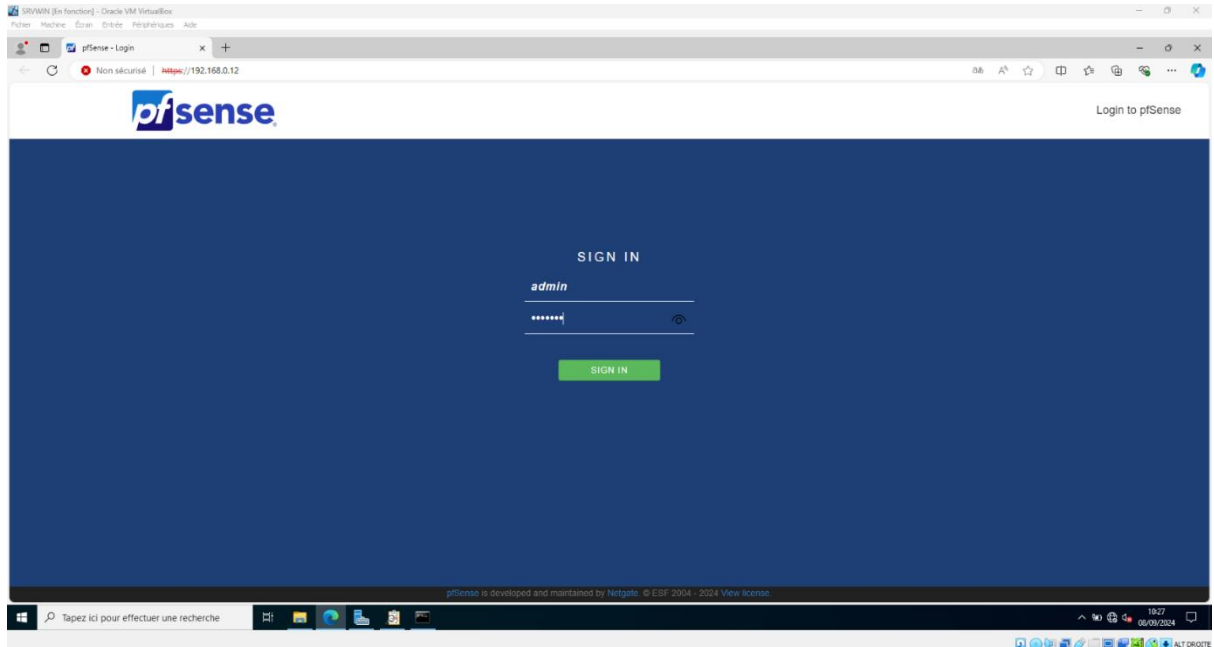 SRVWIN [En fonction] - Oracle VM VirtualBox
Fichier Machine Écran Entrée Périphériques Aide
pfSense - Login
Non sécurisé | https://192.168.0.12
pfsense
Login to pfSense
SIGN IN
admin
•••••••
SIGN IN
pfSense is developed and maintained by Netgate. © ESF 2004 - 2024 View license.
Tapez ici pour effectuer une recherche
19:27
08/09/2024
ALT DROITE